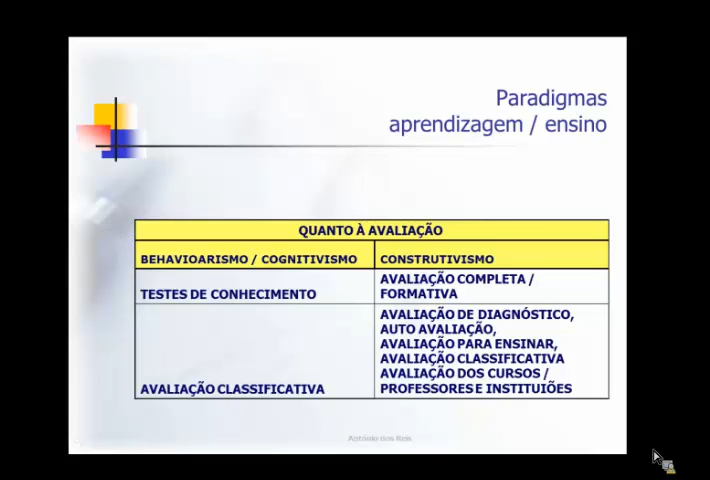 Paradigmas
aprendizagem / ensino
QUANTO À AVALIAÇÃO
BEHAVIOARISMO / COGNITIVISMO
CONSTRUTIVISMO
TESTES DE CONHECIMENTO
AVALIAÇÃO COMPLETA /
FORMATIVA
AVALIAÇÃO CLASSIFICATIVA
AVALIAÇÃO DE DIAGNÓSTICO,
AUTO AVALIAÇÃO,
AVALIAÇÃO PARA ENSINAR,
AVALIAÇÃO CLASSIFICATIVA
AVALIAÇÃO DOS CURSOS /
PROFESSORES E INSTITUIÕES
António dos Reis